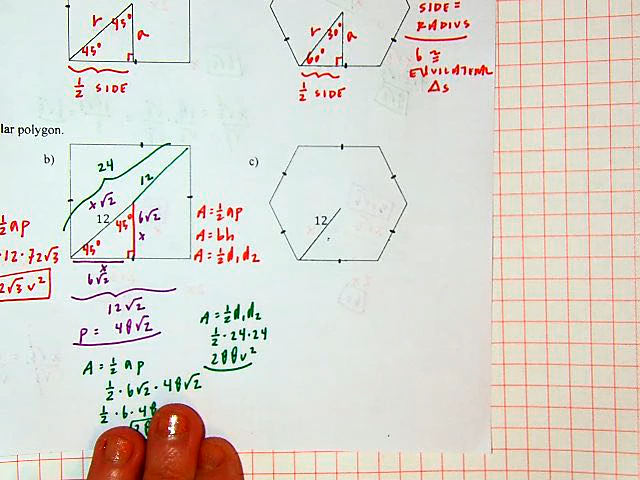 r 45° a
45°
1/2 SIDE
r 30° a
60°
1/2 SIDE
SIDE =
RADIUS
6 ≅
EQUILATERAL
Δs
lar polygon.
b)
24
12
x√2
12
45°
45°
6√2
x
x
6√2
12√2
p = 48√2
A = 1/2 ap
A = bh
A = 1/2 d₁d₂
c)
12
1/2 ap
· 12 · 72√3
2√3 u²
A = 1/2 d₁d₂
1/2 · 24 · 24
288 u²
A = 1/2 ap
1/2 · 6√2 · 48√2
1/2 · 6 · 48